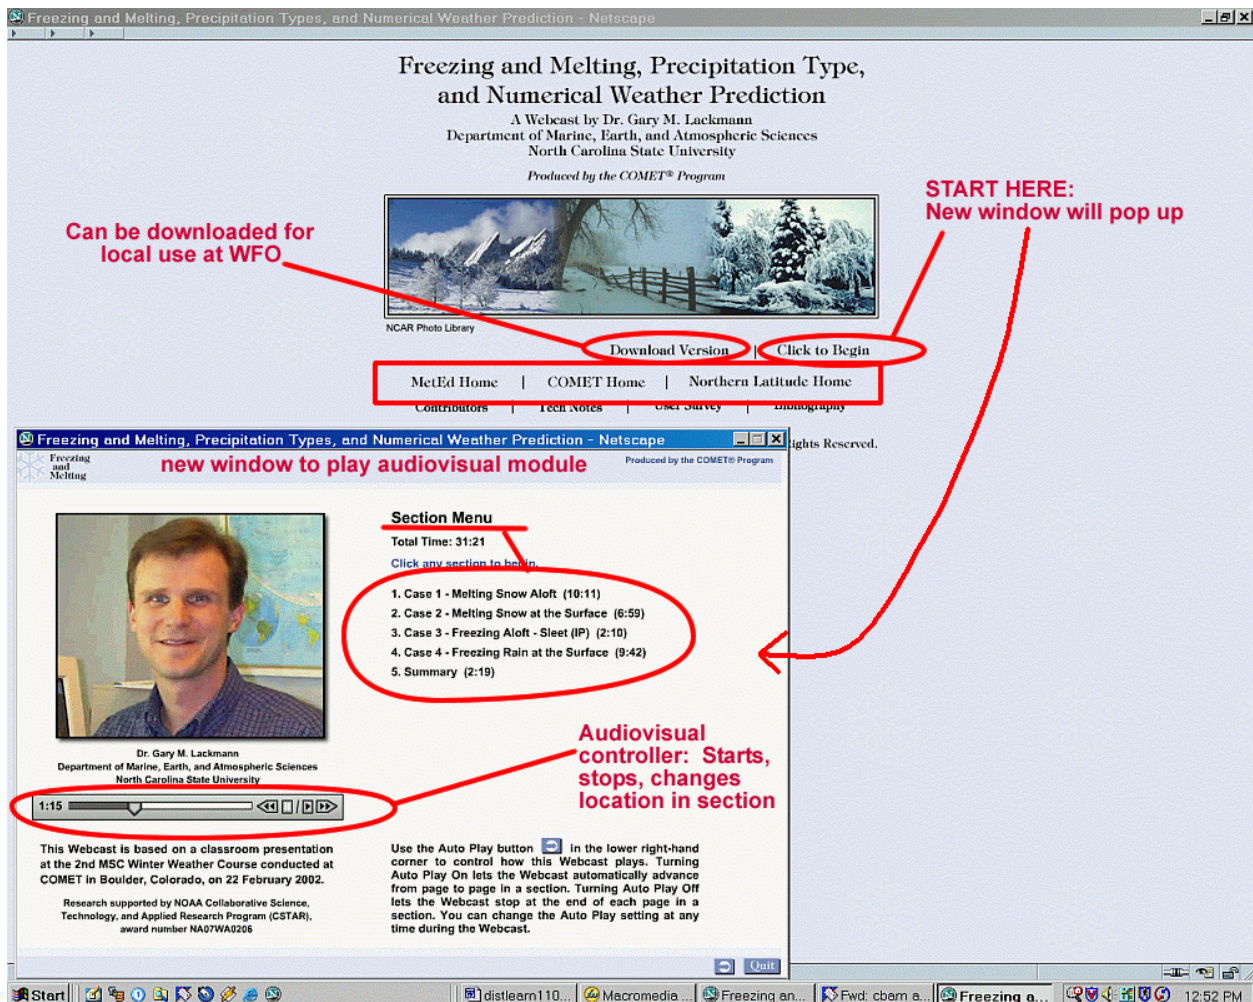 Freezing and Melting, Precipitation Types, and Numerical Weather Prediction - Netscape
Freezing and Melting, Precipitation Type,
and Numerical Weather Prediction
A Webcast by Dr. Gary M. Lackmann
Department of Marine, Earth, and Atmospheric Sciences
North Carolina State University
Produced by the COMET® Program
START HERE:
New window will pop up
Can be downloaded for
local use at WFO
NCAR Photo Library
Download Version | Click to Begin
MetEd Home | COMET Home | Northern Latitude Home
Contributors | Tech Notes | User Survey | Bibliography
Rights Reserved.
Freezing and Melting, Precipitation Types, and Numerical Weather Prediction - Netscape
Freezing
and
Melting
new window to play audiovisual module
Produced by the COMET® Program
Section Menu
Total Time: 31:21
Click any section to begin.
1. Case 1 - Melting Snow Aloft (10:11)
2. Case 2 - Melting Snow at the Surface (6:59)
3. Case 3 - Freezing Aloft - Sleet (IP) (2:10)
4. Case 4 - Freezing Rain at the Surface (9:42)
5. Summary (2:19)
Dr. Gary M. Lackmann
Department of Marine, Earth, and Atmospheric Sciences
North Carolina State University
1:15
Audiovisual
controller: Starts,
stops, changes
location in section
This Webcast is based on a classroom presentation
at the 2nd MSC Winter Weather Course conducted at
COMET in Boulder, Colorado, on 22 February 2002.
Research supported by NOAA Collaborative Science,
Technology, and Applied Research Program (CSTAR),
award number NA07WA0206
Use the Auto Play button in the lower right-hand
corner to control how this Webcast plays. Turning
Auto Play On lets the Webcast automatically advance
from page to page in a section. Turning Auto Play Off
lets the Webcast stop at the end of each page in a
section. You can change the Auto Play setting at any
time during the Webcast.
Quit
Start
distlearn110...
Macromedia ...
Freezing an...
Fwd: cbam a...
Freezing a...
12:52 PM